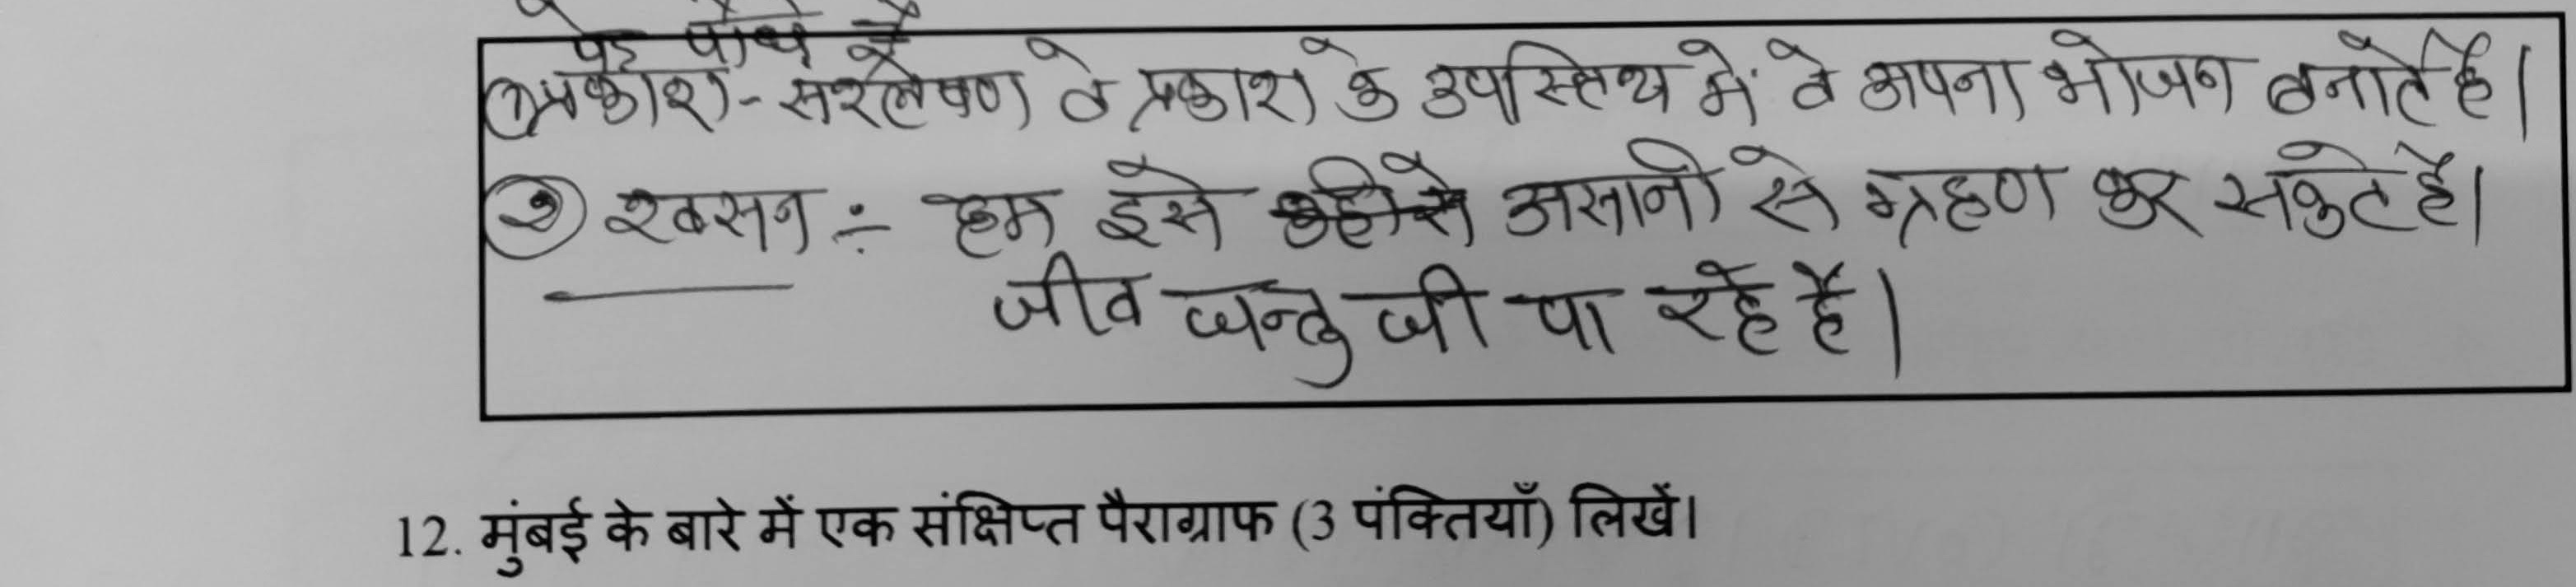 पेड़ पौधे में
① प्रकाश - सश्लेषण वे प्रकाश के उपस्तिथ में वे अपना भोजन बनाते है।
② श्वसन :- हम इसे असानी से ग्रहण कर सकते है।
जीव जन्तु जी पा रहे है।
12. मुंबई के बारे में एक संक्षिप्त पैराग्राफ (3 पंक्तियाँ) लिखें।